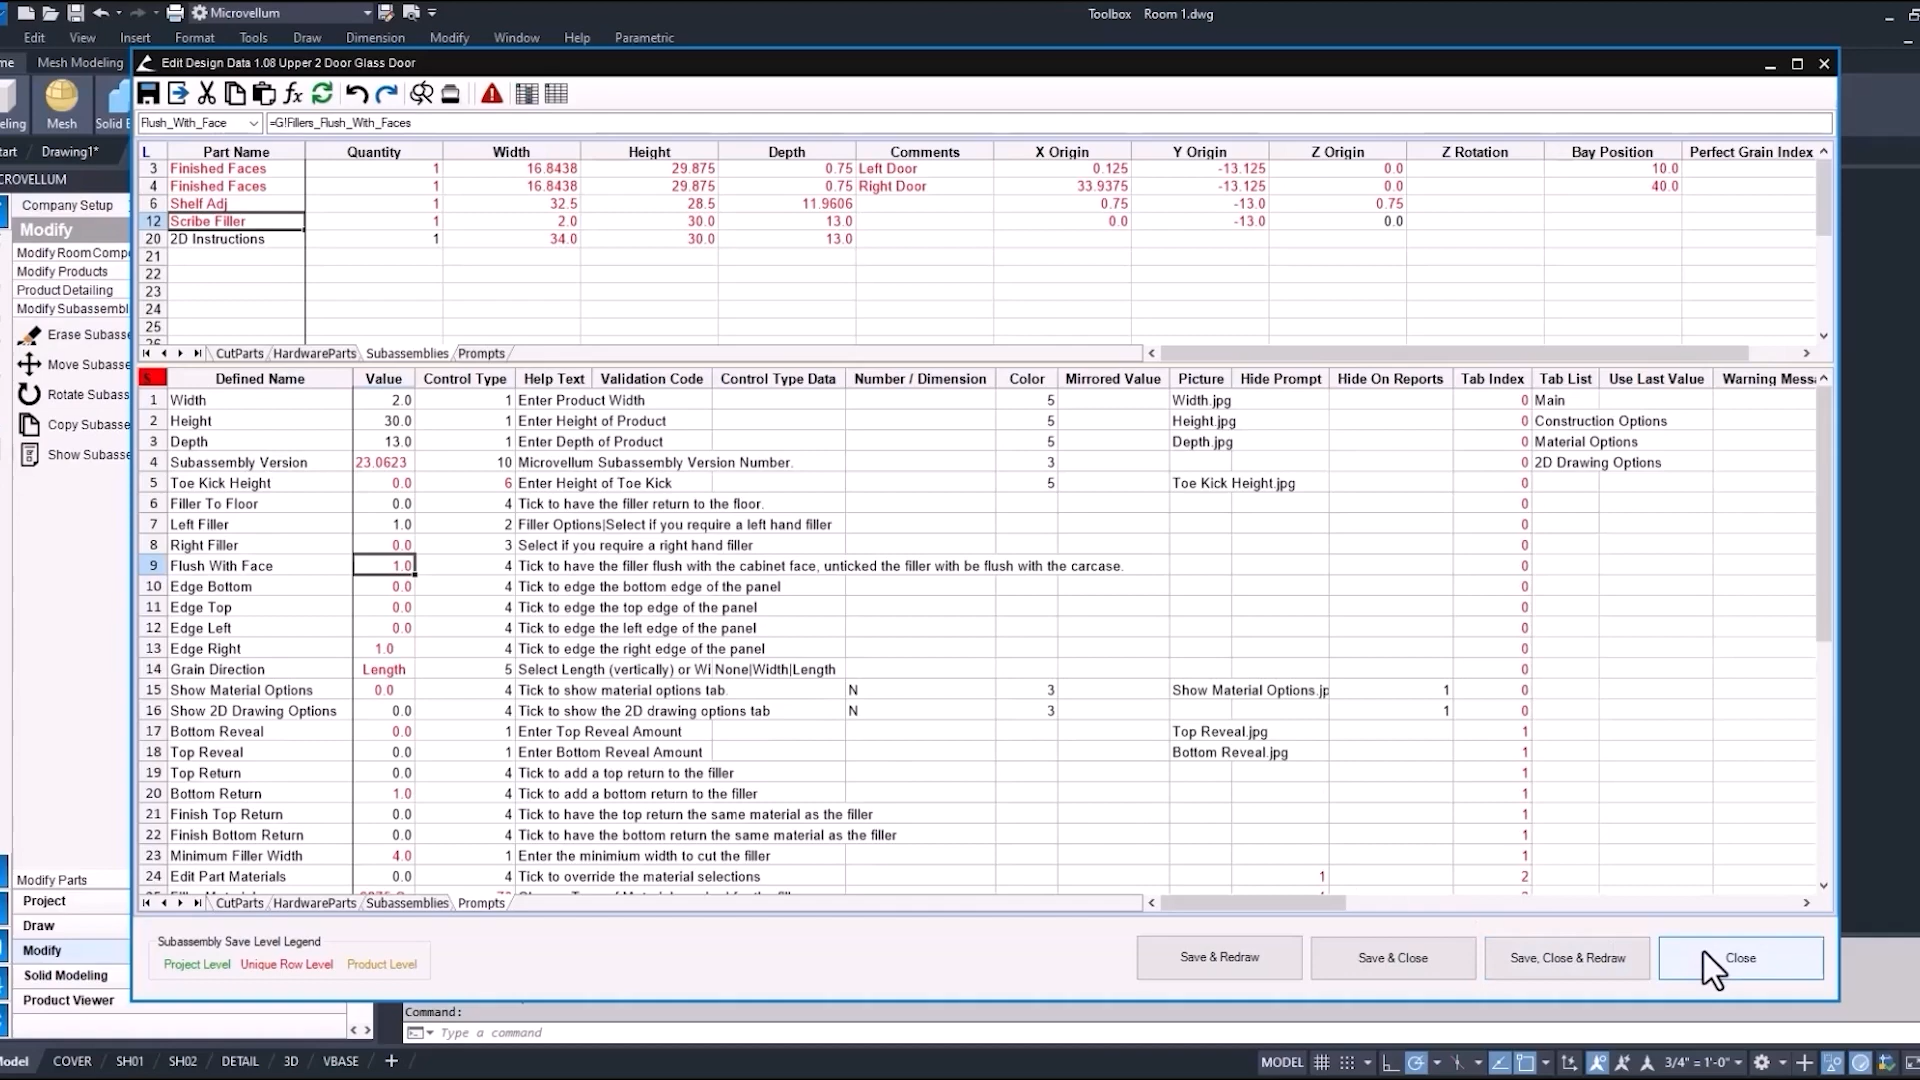 Microvellum
Toolbox Room 1.dwg
Edit View Insert Format Tools Draw Dimension Modify Window Help Parametric
Mesh Modeling
Edit Design Data 1.08 Upper 2 Door Glass Door
Mesh
Solid
Drawing1*
Flush_With_Face =G!Fillers_Flush_With_Faces
L Part Name Quantity Width Height Depth Comments X Origin Y Origin Z Origin Z Rotation Bay Position Perfect Grain Index
3 Finished Faces 1 16.8438 29.875 0.75 Left Door 0.125 -13.125 0.0 10.0
4 Finished Faces 1 16.8438 29.875 0.75 Right Door 33.9375 -13.125 0.0 40.0
6 Shelf Adj 1 32.5 28.5 11.9606 0.75 -13.0 0.75
12 Scribe Filler 1 2.0 30.0 13.0 0.0 -13.0 0.0
20 2D Instructions 1 34.0 30.0 13.0
21
22
23
24
25
CutParts HardwareParts Subassemblies Prompts
S Defined Name Value Control Type Help Text Validation Code Control Type Data Number / Dimension Color Mirrored Value Picture Hide Prompt Hide On Reports Tab Index Tab List Use Last Value Warning Mess
1 Width 2.0 1 Enter Product Width 5 Width.jpg 0 Main
2 Height 30.0 1 Enter Height of Product 5 Height.jpg 0 Construction Options
3 Depth 13.0 1 Enter Depth of Product 5 Depth.jpg 0 Material Options
4 Subassembly Version 23.0623 10 Microvellum Subassembly Version Number. 3 0 2D Drawing Options
5 Toe Kick Height 0.0 6 Enter Height of Toe Kick 5 Toe Kick Height.jpg 0
6 Filler To Floor 0.0 4 Tick to have the filler return to the floor. 0
7 Left Filler 1.0 2 Filler Options|Select if you require a left hand filler 0
8 Right Filler 0.0 3 Select if you require a right hand filler 0
9 Flush With Face 1.0 4 Tick to have the filler flush with the cabinet face, unticked the filler with be flush with the carcase. 0
10 Edge Bottom 0.0 4 Tick to edge the bottom edge of the panel 0
11 Edge Top 0.0 4 Tick to edge the top edge of the panel 0
12 Edge Left 0.0 4 Tick to edge the left edge of the panel 0
13 Edge Right 1.0 4 Tick to edge the right edge of the panel 0
14 Grain Direction Length 5 Select Length (vertically) or Wi None|Width|Length 0
15 Show Material Options 0.0 4 Tick to show material options tab N 3 Show Material Options.jp 1 0
16 Show 2D Drawing Options 0.0 4 Tick to show the 2D drawing options tab N 3 1 0
17 Bottom Reveal 0.0 1 Enter Top Reveal Amount Top Reveal.jpg 1
18 Top Reveal 0.0 1 Enter Bottom Reveal Amount Bottom Reveal.jpg 1
19 Top Return 0.0 4 Tick to add a top return to the filler 1
20 Bottom Return 1.0 4 Tick to add a bottom return to the filler 1
21 Finish Top Return 0.0 4 Tick to have the top return the same material as the filler 1
22 Finish Bottom Return 0.0 4 Tick to have the bottom return the same material as the filler 1
23 Minimum Filler Width 4.0 1 Enter the minimium width to cut the filler 1
24 Edit Part Materials 0.0 4 Tick to override the material selections 1 2
CutParts HardwareParts Subassemblies Prompts
Subassembly Save Level Legend
Project Level Unique Row Level Product Level
Save & Redraw Save & Close Save, Close & Redraw Close
Company Setup
Modify
Modify Room Compo
Modify Products
Product Detailing
Modify Subassembl
Erase Subasse
Move Subasse
Rotate Subass
Copy Subasse
Show Subasse
Modify Parts
Project
Draw
Modify
Solid Modeling
Product Viewer
Command:
Type a command
Model COVER SH01 SH02 DETAIL 3D VBASE +
MODEL 3/4" = 1'-0"